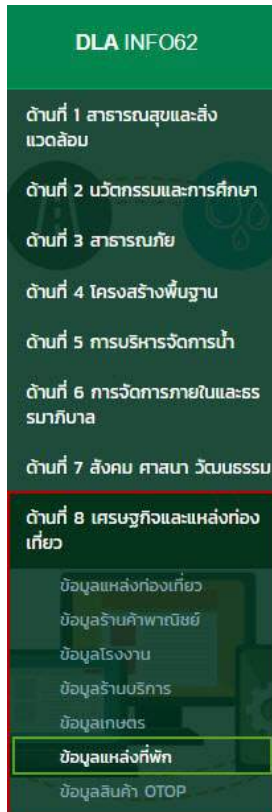 DLA INFO62
ด้านที่ 1 สาธารณสุขและสิ่ง
แวดล้อม
ด้านที่ 2 นวัตกรรมและการศึกษา
ด้านที่ 3 สาธารณภัย
ด้านที่ 4 โครงสร้างพื้นฐาน
ด้านที่ 5 การบริหารจัดการน้ำ
ด้านที่ 6 การจัดการภายในและธร
รมาภิบาล
ด้านที่ 7 สังคม ศาสนา วัฒนธรรม
ด้านที่ 8 เศรษฐกิจและแหล่งท่อง
เที่ยว
ข้อมูลแหล่งท่องเที่ยว
ข้อมูลร้านค้าพาณิชย์
ข้อมูลโรงงาน
ข้อมูลร้านบริการ
ข้อมูลเกษตร
ข้อมูลแหล่งที่พัก
ข้อมูลสินค้า OTOP